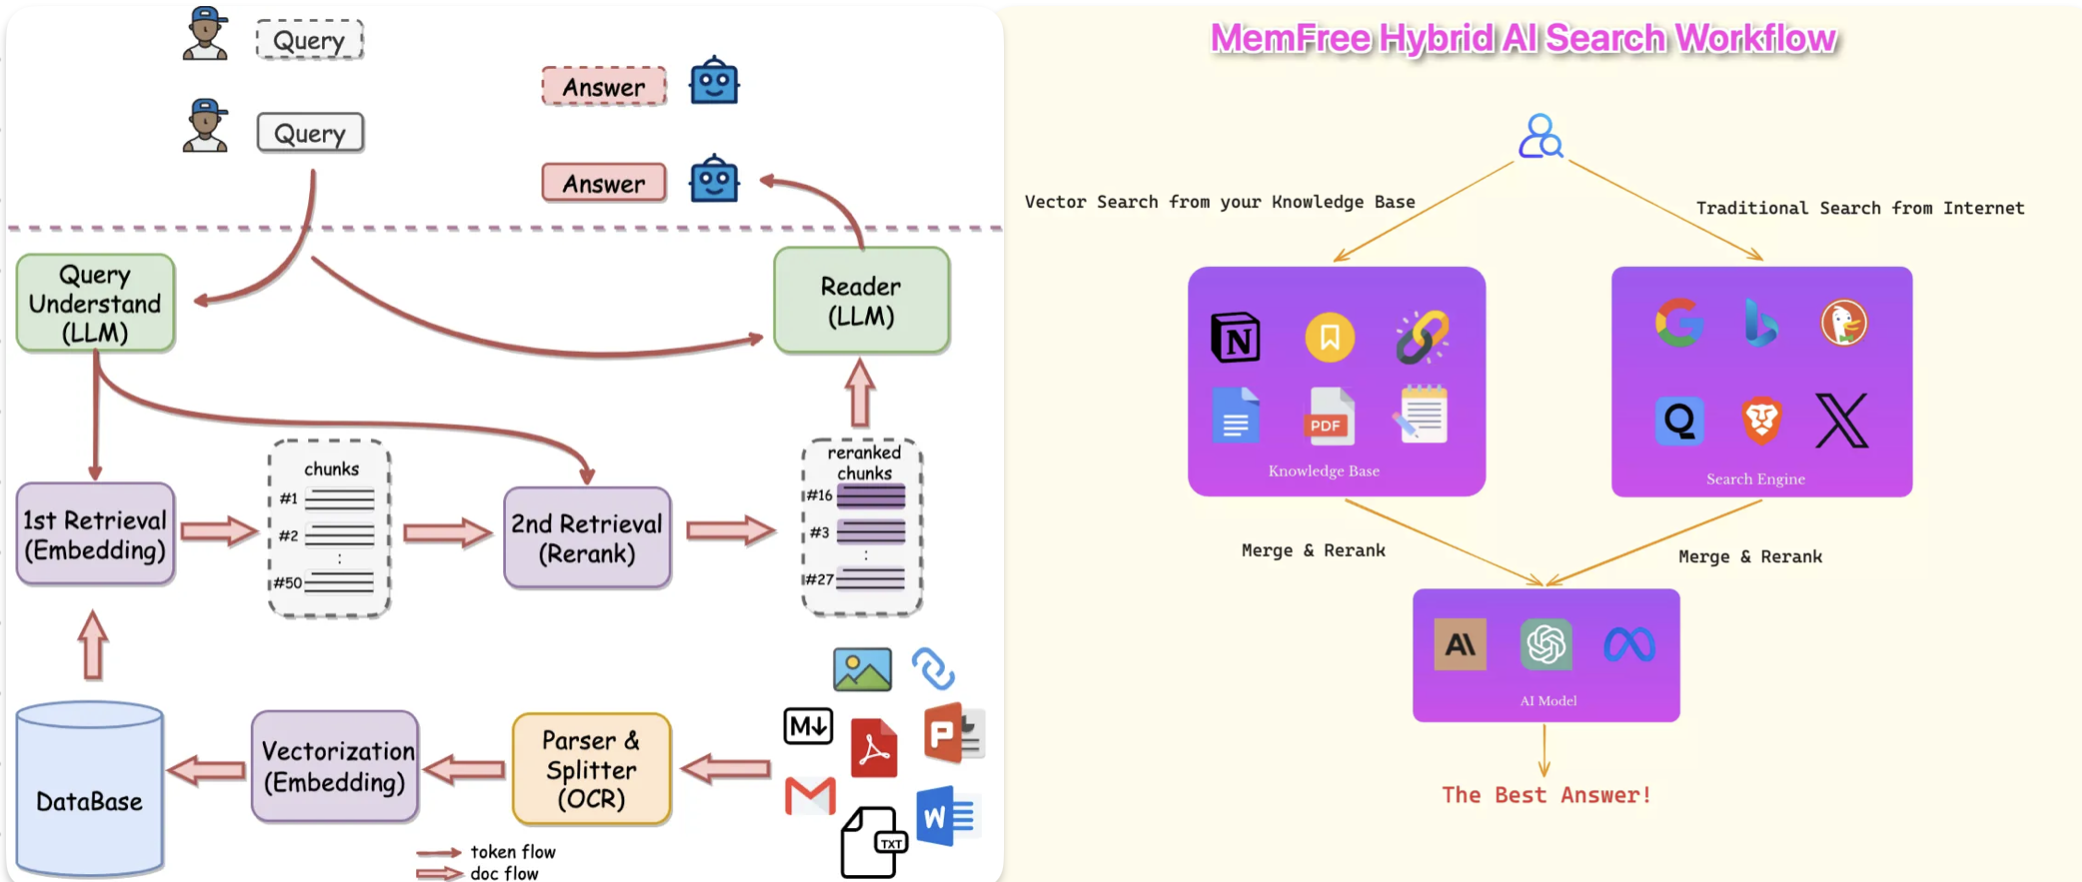 Query
Query
Answer
Answer
Query
Understand
(LLM)
Reader
(LLM)
1st Retrieval
(Embedding)
chunks
#1
#2
:
#50
2nd Retrieval
(Rerank)
reranked
chunks
#16
#3
:
#27
DataBase
Vectorization
(Embedding)
Parser &
Splitter
(OCR)
M
P
W
TXT
token flow
doc flow
MemFree Hybrid AI Search Workflow
Vector Search from your Knowledge Base
Traditional Search from Internet
N
PDF
Knowledge Base
G
b
Q
X
Search Engine
Merge & Rerank
Merge & Rerank
A\
AI Model
The Best Answer!